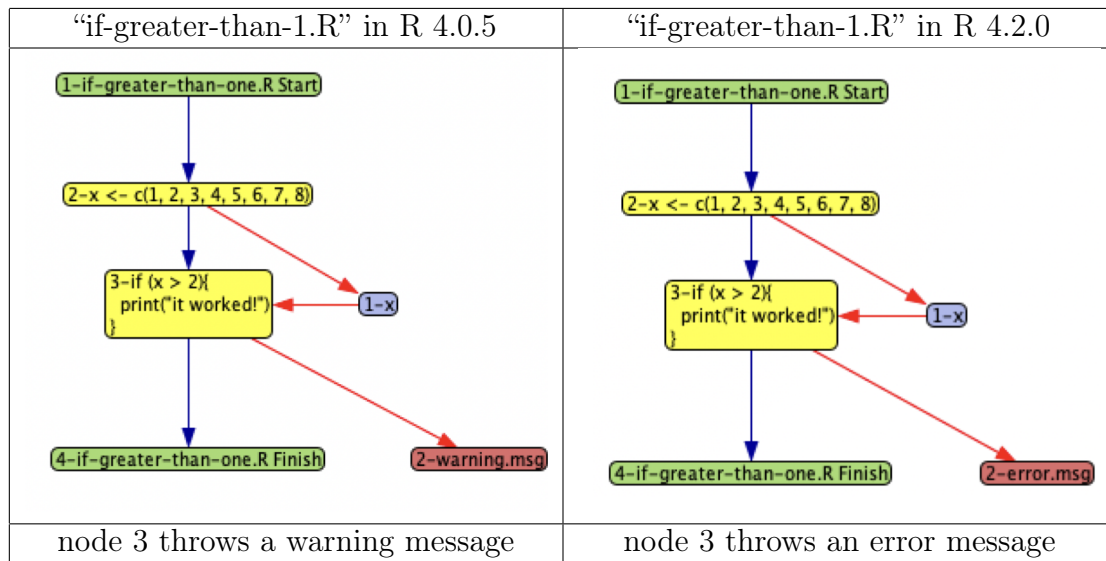 “if-greater-than-1.R” in R 4.0.5
1-if-greater-than-one.R Start
2-x <- c(1, 2, 3, 4, 5, 6, 7, 8)
3-if (x > 2){
print("it worked!")
}
1-x
4-if-greater-than-one.R Finish
2-warning.msg
node 3 throws a warning message
“if-greater-than-1.R” in R 4.2.0
1-if-greater-than-one.R Start
2-x <- c(1, 2, 3, 4, 5, 6, 7, 8)
3-if (x > 2){
print("it worked!")
}
1-x
4-if-greater-than-one.R Finish
2-error.msg
node 3 throws an error message